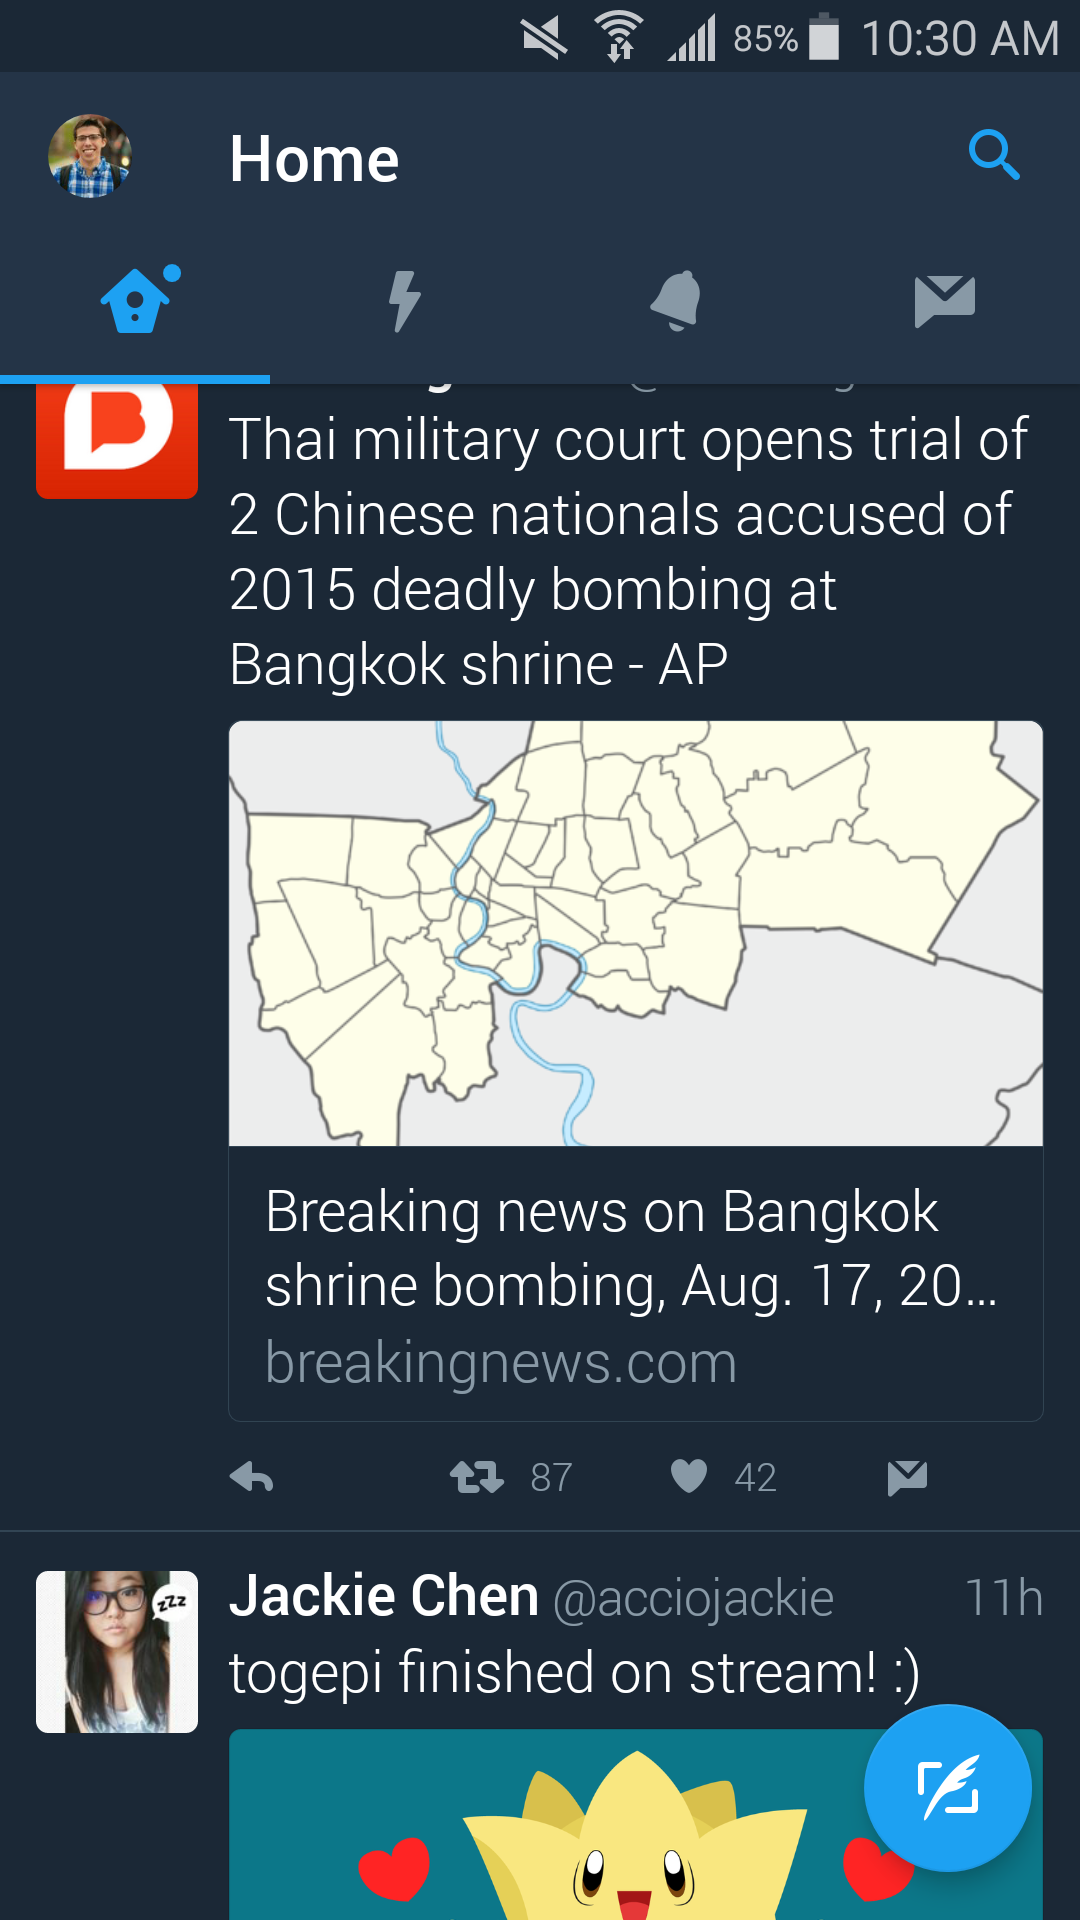 85% 10:30 AM
Home
Thai military court opens trial of
2 Chinese nationals accused of
2015 deadly bombing at
Bangkok shrine - AP
Breaking news on Bangkok
shrine bombing, Aug. 17, 20...
breakingnews.com
87 42
Jackie Chen @acciojackie 11h
zzz
togepi finished on stream! :)